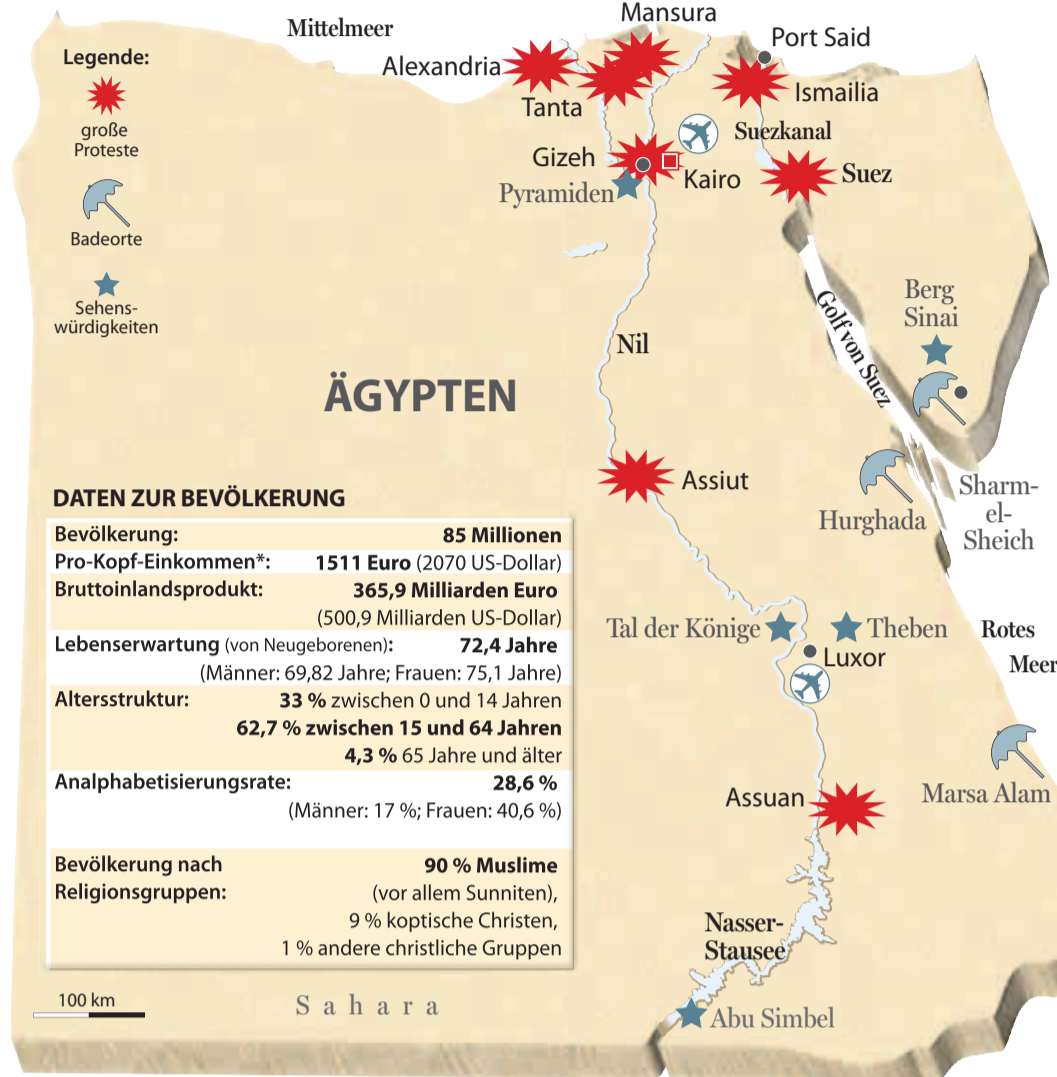 Mansura
Mittelmeer
Port Said
Legende:
Alexandria
Ismailia
Tanta
große
Proteste
Suezkanal
Gizeh
Kairo
Suez
Pyramiden
Badeorte
Sehens-
würdigkeiten
Berg
Sinai
Golf von Suez
Nil
ÄGYPTEN
Assiut
Sharm-
el-
Sheich
Hurghada
DATEN ZUR BEVÖLKERUNG
Bevölkerung: 85 Millionen
Pro-Kopf-Einkommen*: 1511 Euro (2070 US-Dollar)
Bruttoinlandsprodukt: 365,9 Milliarden Euro
(500,9 Milliarden US-Dollar)
Lebenserwartung (von Neugeborenen): 72,4 Jahre
(Männer: 69,82 Jahre; Frauen: 75,1 Jahre)
Altersstruktur: 33 % zwischen 0 und 14 Jahren
62,7 % zwischen 15 und 64 Jahren
4,3 % 65 Jahre und älter
Analphabetisierungsrate: 28,6 %
(Männer: 17 %; Frauen: 40,6 %)
Bevölkerung nach 90 % Muslime
Religionsgruppen: (vor allem Sunniten),
9 % koptische Christen,
1 % andere christliche Gruppen
Tal der Könige
Theben
Luxor
Rotes
Meer
Assuan
Marsa Alam
Nasser-
Stausee
100 km
Sahara
Abu Simbel